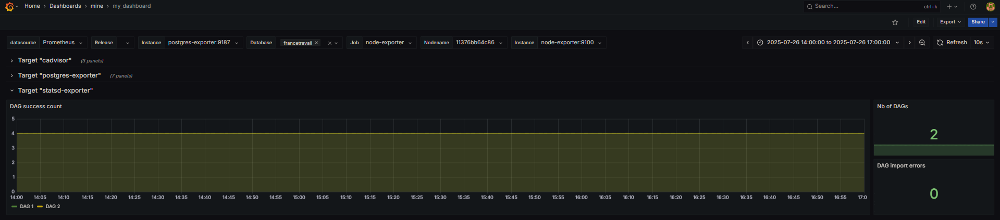 Home › Dashboards › mine › my_dashboard
Search... ctrl+k
Edit Export Share
datasource Prometheus Release Instance postgres-exporter:9187 Database francetravail Job node-exporter Nodename 11376bb64c86 Instance node-exporter:9100 2025-07-26 14:00:00 to 2025-07-26 17:00:00 Refresh 10s
Target "cadvisor" (3 panels)
Target "postgres-exporter" (7 panels)
Target "statsd-exporter"
DAG success count
5
4
3
2
1
0
14:00 14:05 14:10 14:15 14:20 14:25 14:30 14:35 14:40 14:45 14:50 14:55 15:00 15:05 15:10 15:15 15:20 15:25 15:30 15:35 15:40 15:45 15:50 15:55 16:00 16:05 16:10 16:15 16:20 16:25 16:30 16:35 16:40 16:45 16:50 16:55 17:0
DAG 1 DAG 2
Nb of DAGs
2
DAG import errors
0